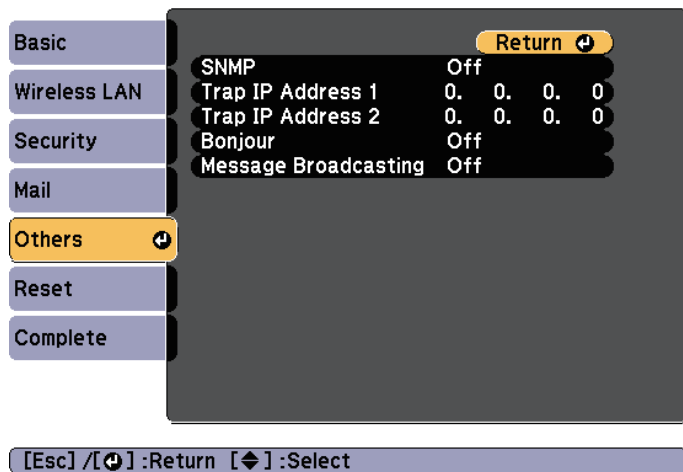 Basic
Wireless LAN
Security
Mail
Others
Reset
Complete
Return
SNMP Off
Trap IP Address 1 0. 0. 0. 0
Trap IP Address 2 0. 0. 0. 0
Bonjour Off
Message Broadcasting Off
[Esc] /[⏎] :Return [◆] :Select